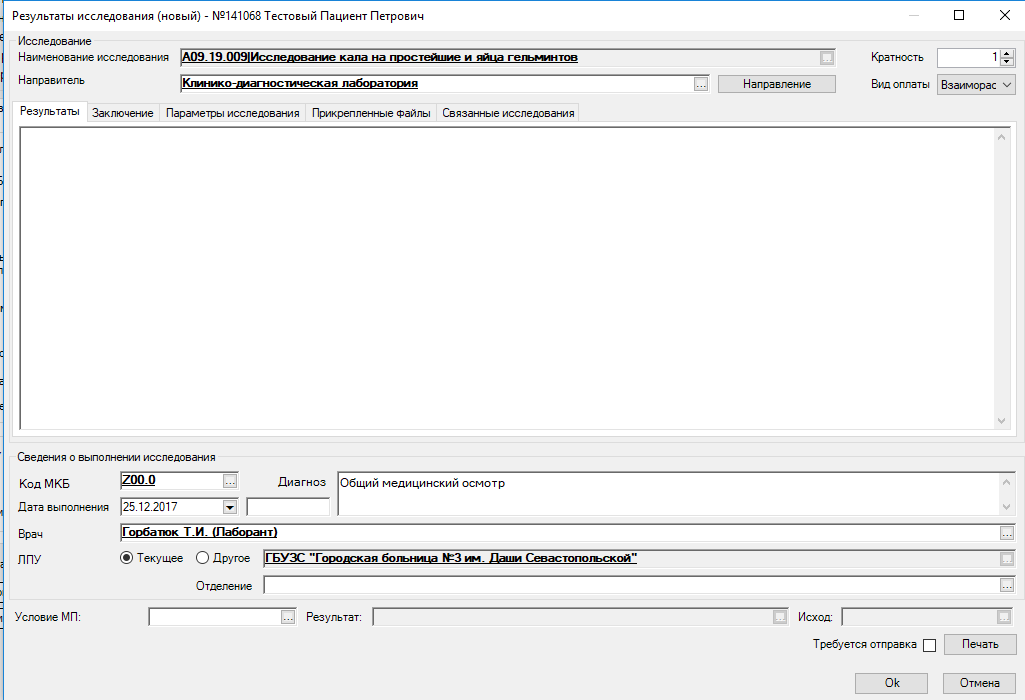 Результаты исследования (новый) - №141068 Тестовый Пациент Петрович
Исследование
Наименование исследования A09.19.009|Исследование кала на простейшие и яйца гельминтов ... Кратность 1
Направитель Клинико-диагностическая лаборатория ... Направление Вид оплаты Взаиморас
Результаты Заключение Параметры исследования Прикрепленные файлы Связанные исследования
Сведения о выполнении исследования
Код МКБ Z00.0 ... Диагноз Общий медицинский осмотр
Дата выполнения 25.12.2017
Врач Горбатюк Т.И. (Лаборант) ...
ЛПУ Текущее Другое ГБУЗС "Городская больница №3 им. Даши Севастопольской" ...
Отделение ...
Условие МП: ... Результат: ... Исход: ...
Требуется отправка Печать
Ok Отмена